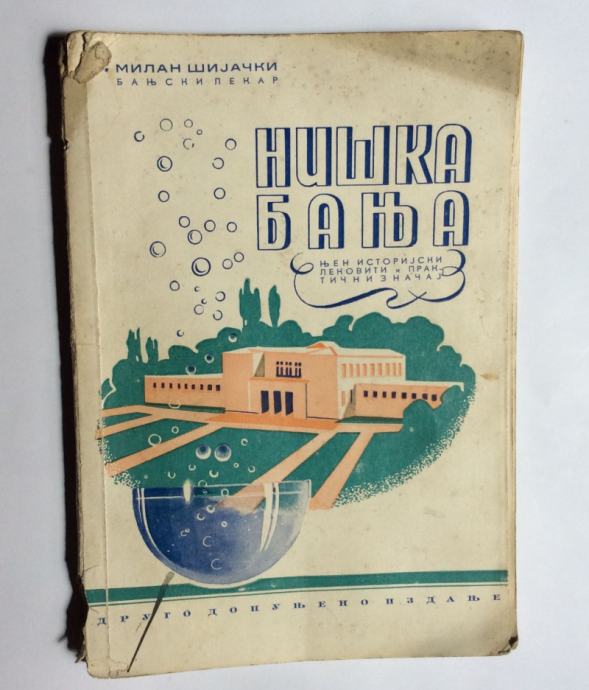 МИЛАН ШИЈАЧКИ
БАЊСКИ ЛЕКАР
НИШКА
БАЊА
ЊЕН ИСТОРИЈСКИ
ЛЕКОВИТИ и ПРАК-
ТИЧНИ ЗНАЧАЈ
ДРУГО ДОПУЊЕНО ИЗДАЊЕ